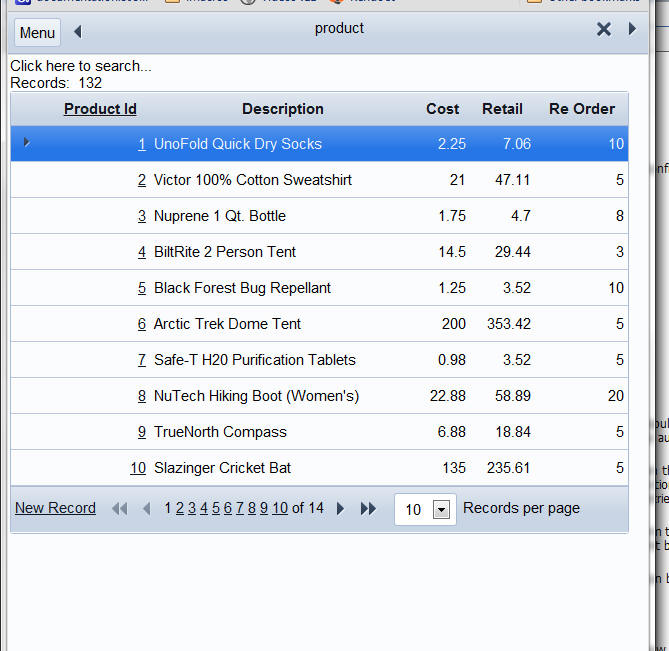 Menu product
Click here to search...
Records: 132
Product Id Description Cost Retail Re Order
1 UnoFold Quick Dry Socks 2.25 7.06 10
2 Victor 100% Cotton Sweatshirt 21 47.11 5
3 Nuprene 1 Qt. Bottle 1.75 4.7 8
4 BiltRite 2 Person Tent 14.5 29.44 3
5 Black Forest Bug Repellant 1.25 3.52 10
6 Arctic Trek Dome Tent 200 353.42 5
7 Safe-T H20 Purification Tablets 0.98 3.52 5
8 NuTech Hiking Boot (Women's) 22.88 58.89 20
9 TrueNorth Compass 6.88 18.84 5
10 Slazinger Cricket Bat 135 235.61 5
New Record 1 2 3 4 5 6 7 8 9 10 of 14 10 Records per page